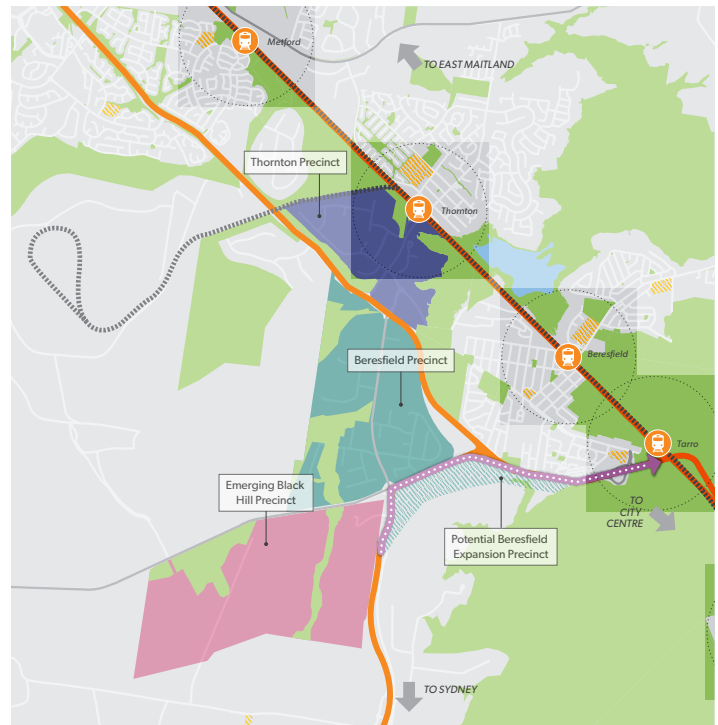 Metford
TO EAST MAITLAND
Thornton Precinct
Thornton
Beresfield Precinct
Beresfield
Tarro
Emerging Black
Hill Precinct
TO
CITY
CENTRE
Potential Beresfield
Expansion Precinct
TO SYDNEY